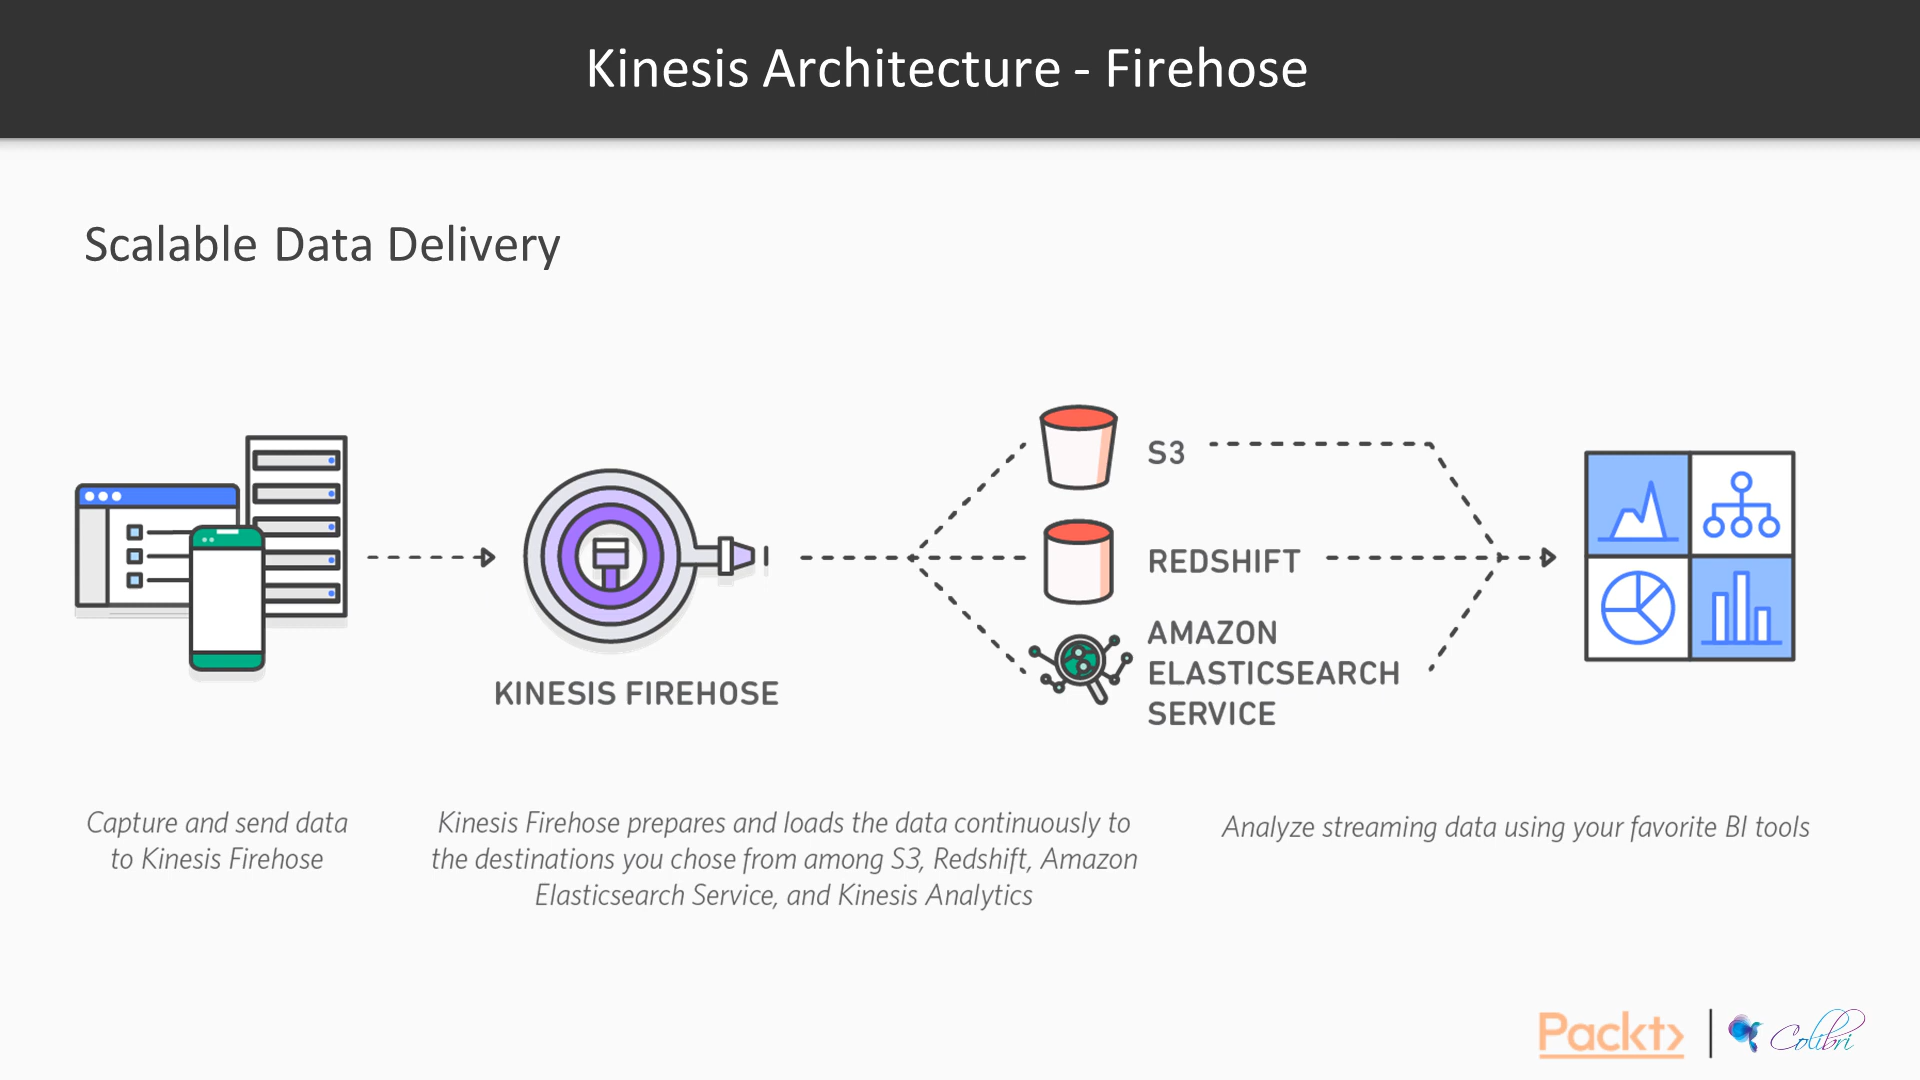 Kinesis Architecture - Firehose
Scalable Data Delivery
S3
REDSHIFT
AMAZON
ELASTICSEARCH
SERVICE
KINESIS FIREHOSE
Capture and send data
to Kinesis Firehose
Kinesis Firehose prepares and loads the data continuously to
the destinations you chose from among S3, Redshift, Amazon
Elasticsearch Service, and Kinesis Analytics
Analyze streaming data using your favorite BI tools
Packt
Colibri